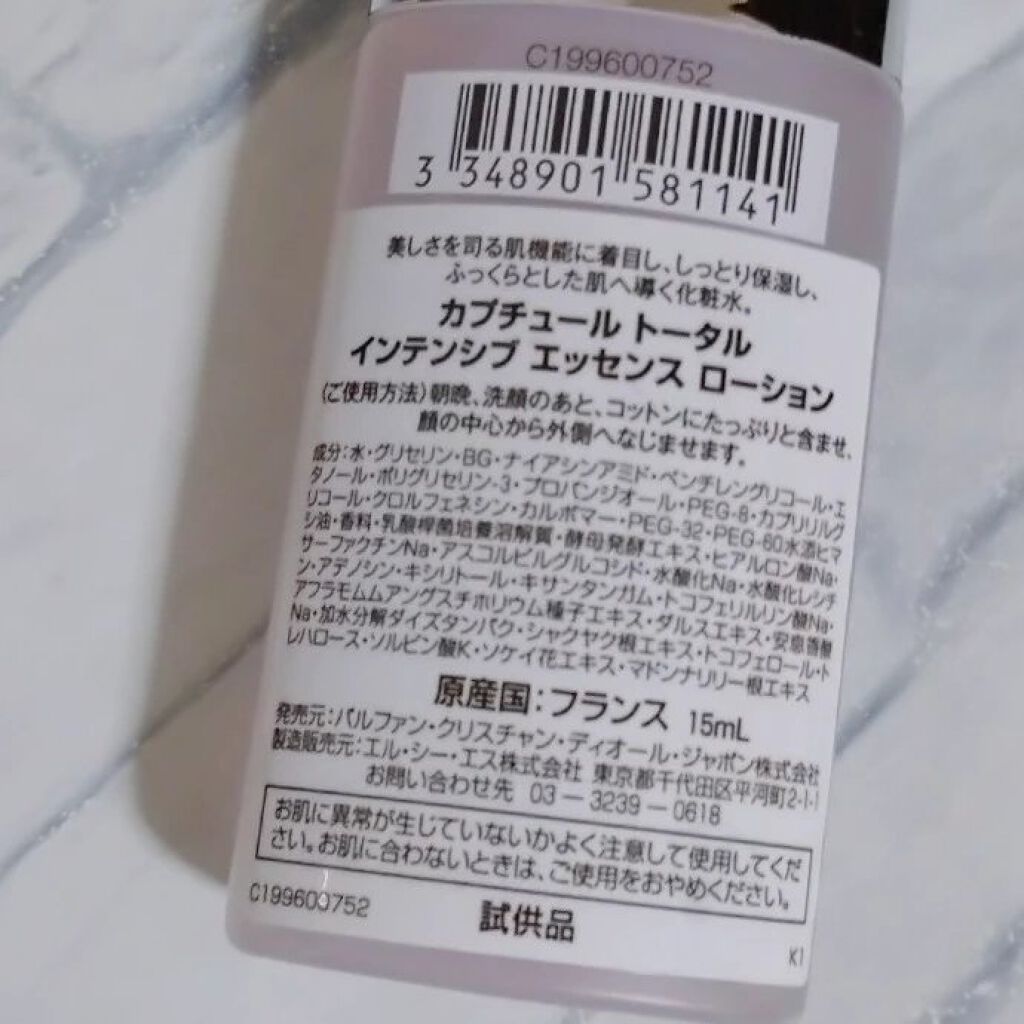 C199600752
3 348901 581141
美しさを司る肌機能に着目し、しっとり保湿し、
ふっくらとした肌へ導く化粧水。
カプチュール トータル
インテンシブ エッセンス ローション
(ご使用方法)朝晩、洗顔のあと、コットンにたっぷりと含ませ、
顔の中心から外側へなじませます。
成分:水・グリセリン・BG・ナイアシンアミド・ペンチレングリコール・エ
タノール・ポリグリセリン-3・プロパンジオール・PEG-8・カプリリルグ
リコール・クロルフェネシン・カルボマー・PEG-32・PEG-60水添ヒマ
シ油・香料・乳酸桿菌培養溶解質・酵母発酵エキス・ヒアルロン酸Na・
サーファクチンNa・アスコルビルグルコシド・水酸化Na・水酸化レシチ
ン・アデノシン・キシリトール・キサンタンガム・トコフェリルリン酸Na・
アフラモムムアングスチホリウム種子エキス・ダルスエキス・安息香酸
Na・加水分解ダイズタンパク・シャクヤク根エキス・トコフェロール・ト
レハロース・ソルビン酸K・ソケイ花エキス・マドンナリリー根エキス
原産国:フランス 15mL
発売元:パルファン・クリスチャン・ディオール・ジャポン株式会社
製造販売元:エル・シー・エス株式会社 東京都千代田区平河町2-1-1
お問い合わせ先 03-3239-0618
お肌に異常が生じていないかよく注意して使用してくだ
さい。お肌に合わないときは、ご使用をおやめください。
C199600752
試供品
K1